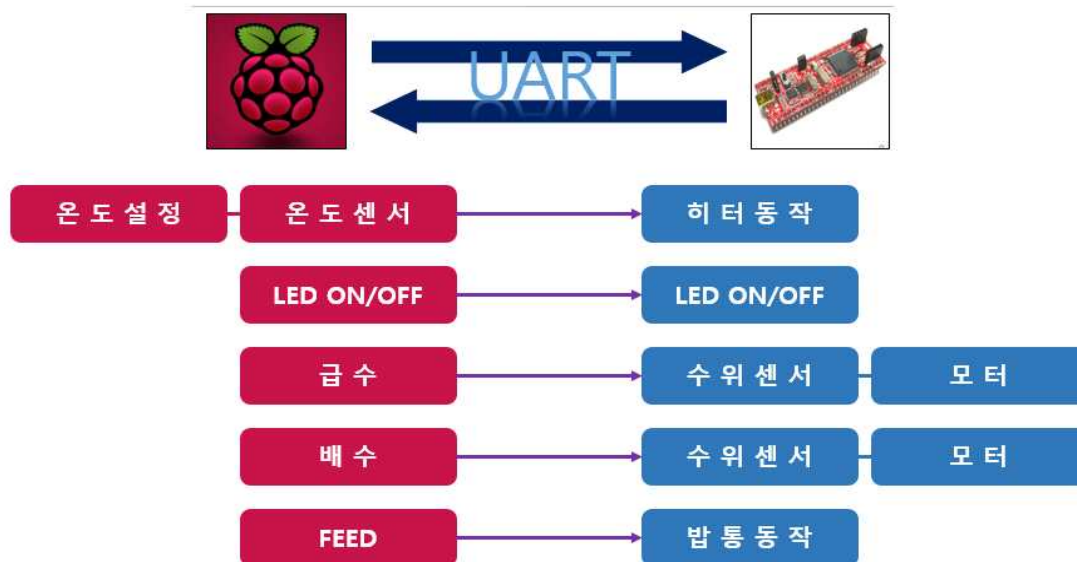 UART
온 도 설 정 온 도 센 서 히 터 동 작
LED ON/OFF LED ON/OFF
급 수 수 위 센 서 모 터
배 수 수 위 센 서 모 터
FEED 밥 통 동 작